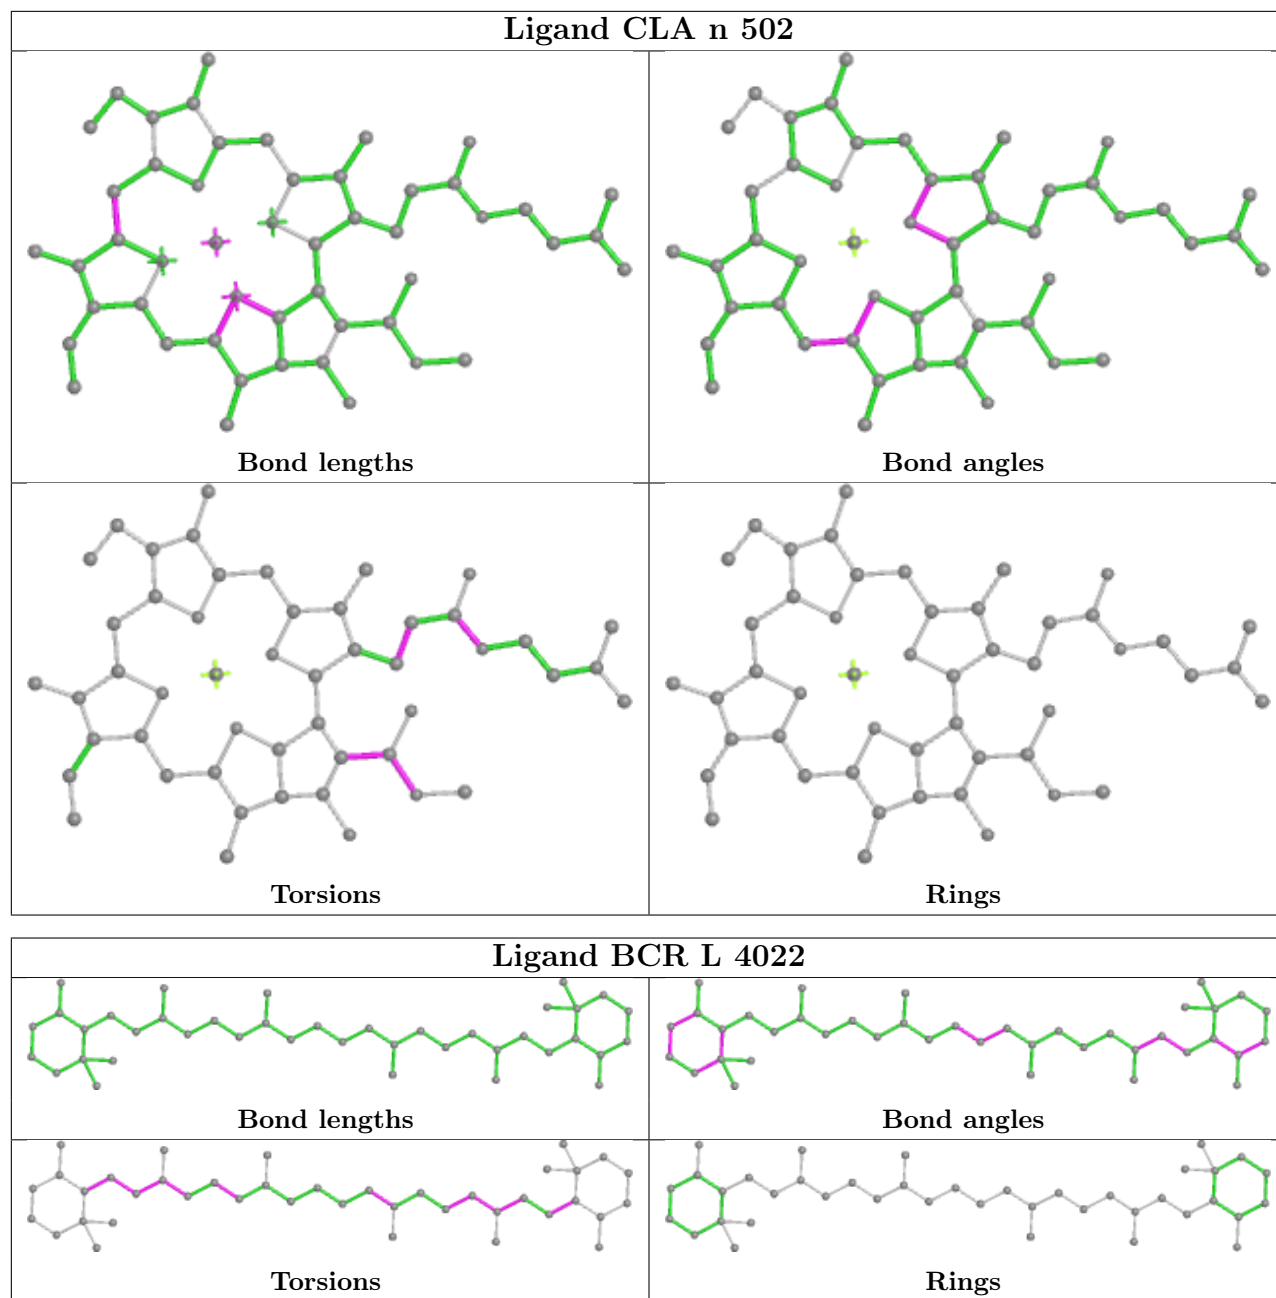 Ligand CLA n 502
Bond lengths
Bond angles
Torsions
Rings
Ligand BCR L 4022
Bond lengths
Bond angles
Torsions
Rings